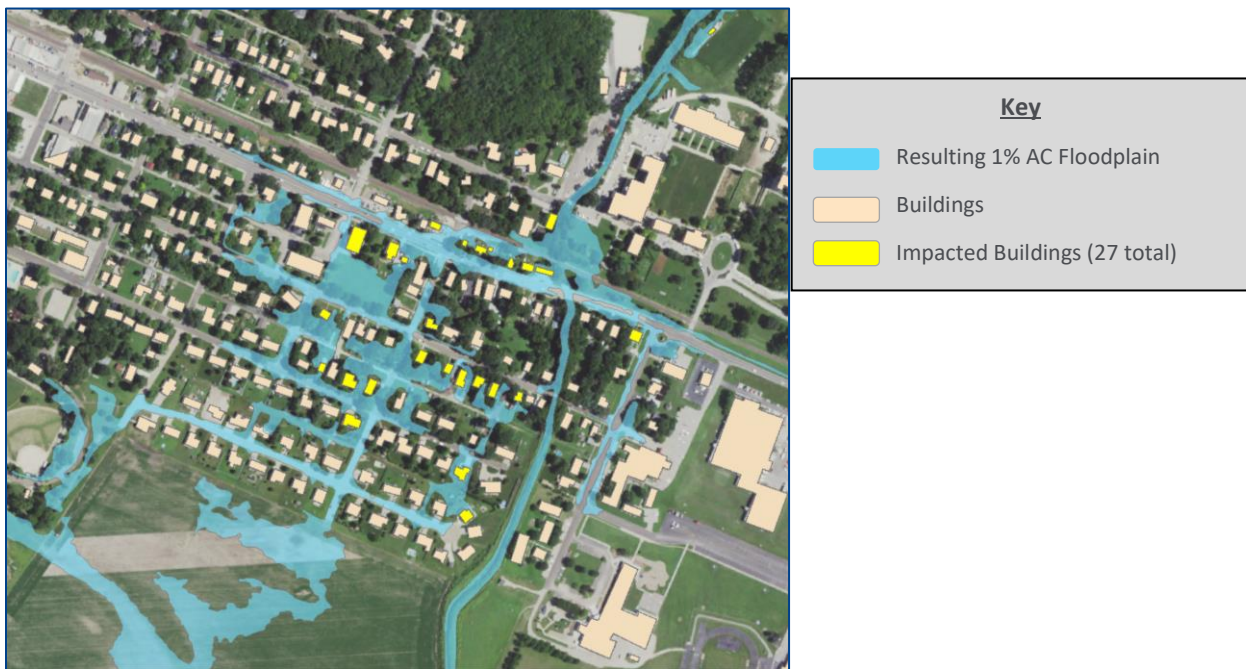 Key
Resulting 1% AC Floodplain
Buildings
Impacted Buildings (27 total)